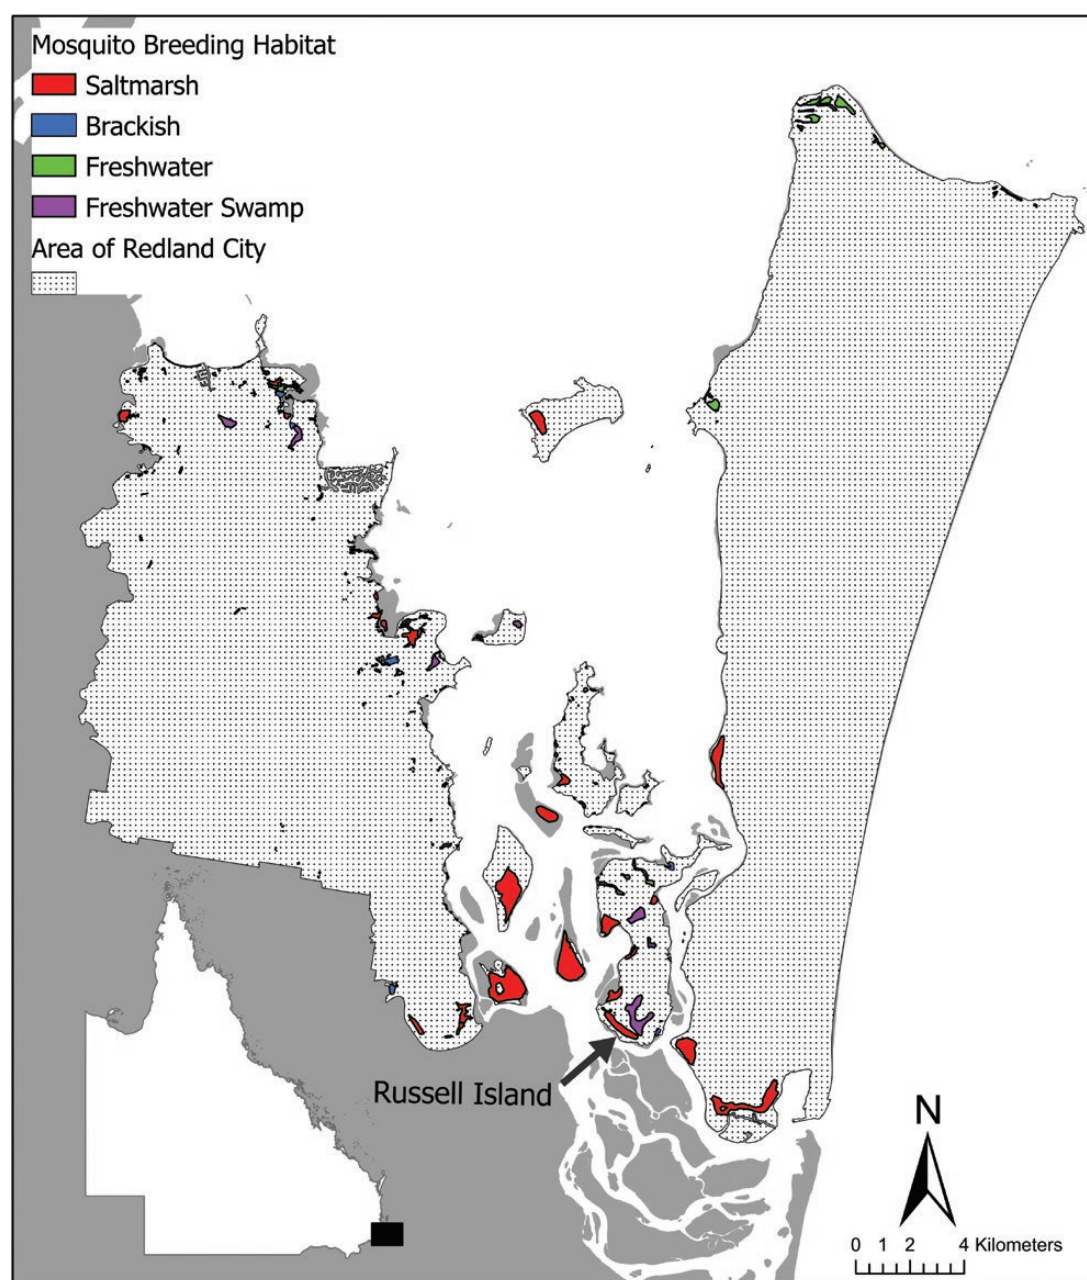 Mosquito Breeding Habitat
Saltmarsh
Brackish
Freshwater
Freshwater Swamp
Area of Redland City
Russell Island
N
0 1 2 4 Kilometers